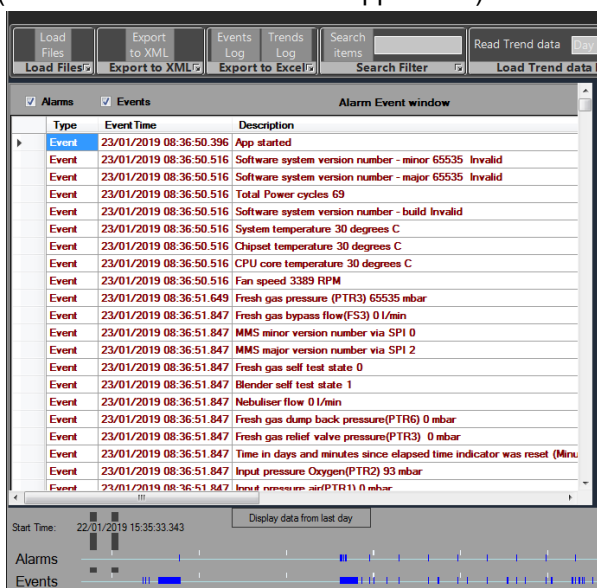 Load Files Export to XML Events Log Trends Log Search items Read Trend data Day
Load Files Export to XML Export to Excel Search Filter Load Trend data
Alarms Events Alarm Event window
Type EventTime Description
Event 23/01/2019 08:36:50.396 App started
Event 23/01/2019 08:36:50.516 Software system version number - minor 65535 Invalid
Event 23/01/2019 08:36:50.516 Software system version number - major 65535 Invalid
Event 23/01/2019 08:36:50.516 Total Power cycles 69
Event 23/01/2019 08:36:50.516 Software system version number - build Invalid
Event 23/01/2019 08:36:50.516 System temperature 30 degrees C
Event 23/01/2019 08:36:50.516 Chipset temperature 30 degrees C
Event 23/01/2019 08:36:50.516 CPU core temperature 30 degrees C
Event 23/01/2019 08:36:50.516 Fan speed 3389 RPM
Event 23/01/2019 08:36:51.649 Fresh gas pressure (PTR3) 65535 mbar
Event 23/01/2019 08:36:51.847 Fresh gas bypass flow(FS3) 0 l/min
Event 23/01/2019 08:36:51.847 MMS minor version number via SPI 0
Event 23/01/2019 08:36:51.847 MMS major version number via SPI 2
Event 23/01/2019 08:36:51.847 Fresh gas self test state 0
Event 23/01/2019 08:36:51.847 Blender self test state 1
Event 23/01/2019 08:36:51.847 Nebuliser flow 0 l/min
Event 23/01/2019 08:36:51.847 Fresh gas dump back pressure(PTR6) 0 mbar
Event 23/01/2019 08:36:51.847 Fresh gas relief valve pressure(PTR3) 0 mbar
Event 23/01/2019 08:36:51.847 Time in days and minutes since elapsed time indicator was reset (Minu
Event 23/01/2019 08:36:51.847 Input pressure Oxygen(PTR2) 93 mbar
Event 23/01/2019 08:36:51.847 Input pressure air(PTR1) 0 mbar
Display data from last day
Start Time: 22/01/2019 15:35:33.343
Alarms
Events